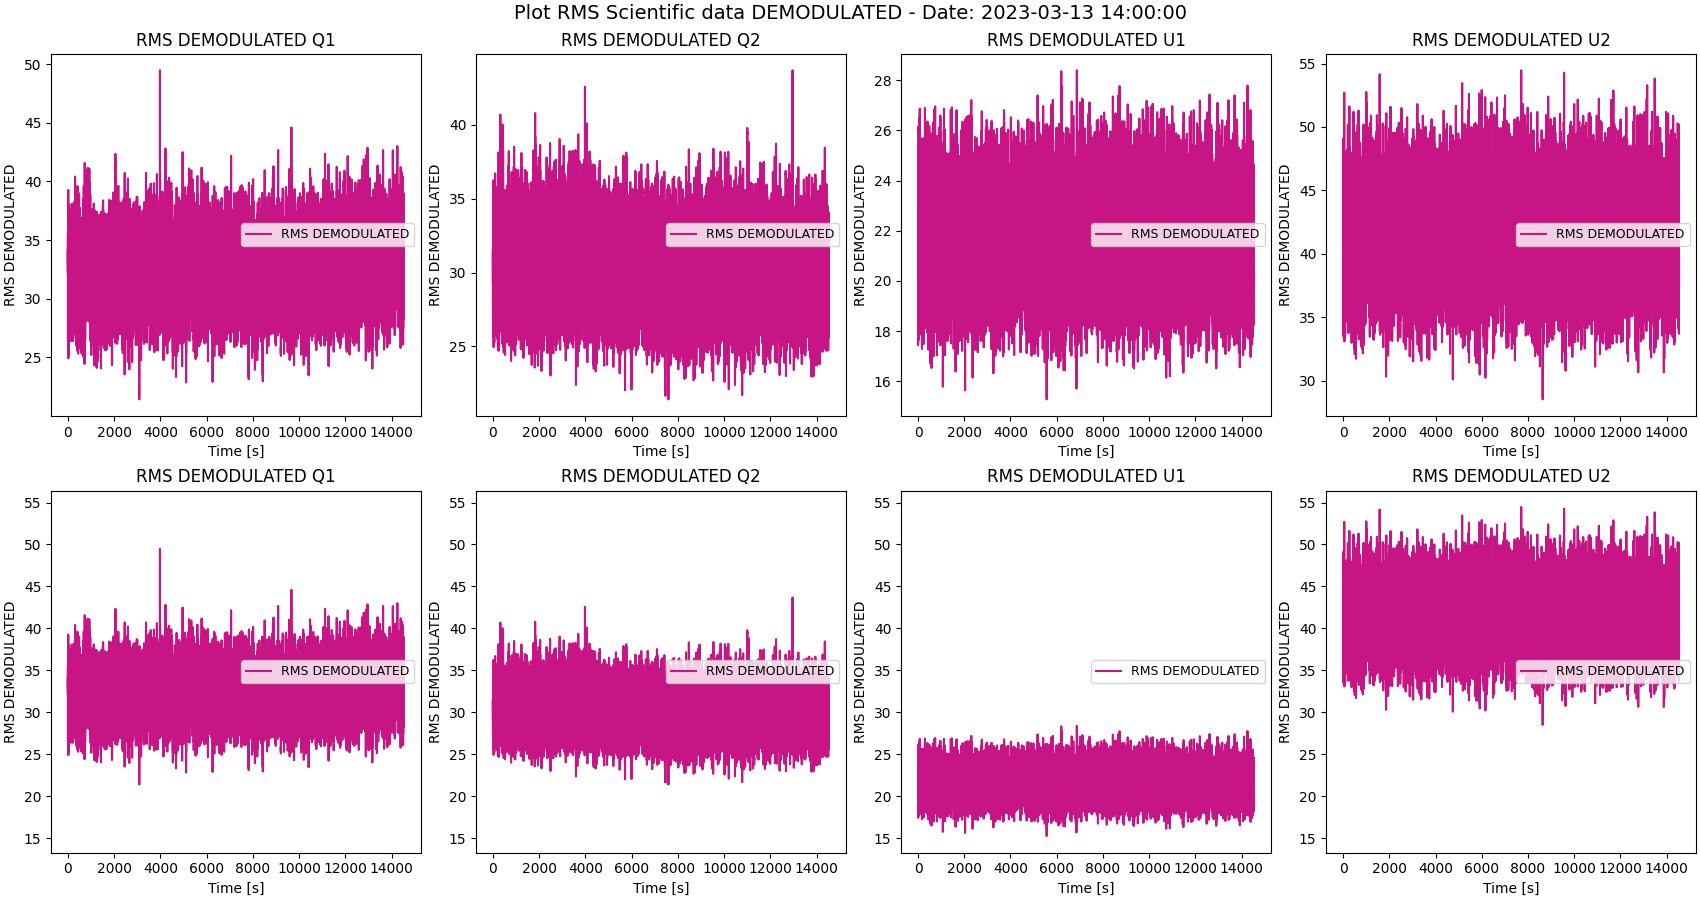 Plot RMS Scientific data DEMODULATED - Date: 2023-03-13 14:00:00
RMS DEMODULATED Q1
RMS DEMODULATED
50
45
40
35
30
25
RMS DEMODULATED
0 2000 4000 6000 8000 10000 12000 14000
Time [s]
RMS DEMODULATED Q2
RMS DEMODULATED
40
35
30
25
RMS DEMODULATED
0 2000 4000 6000 8000 10000 12000 14000
Time [s]
RMS DEMODULATED U1
RMS DEMODULATED
28
26
24
22
20
18
16
RMS DEMODULATED
0 2000 4000 6000 8000 10000 12000 14000
Time [s]
RMS DEMODULATED U2
RMS DEMODULATED
55
50
45
40
35
30
RMS DEMODULATED
0 2000 4000 6000 8000 10000 12000 14000
Time [s]
RMS DEMODULATED Q1
RMS DEMODULATED
55
50
45
40
35
30
25
20
15
RMS DEMODULATED
0 2000 4000 6000 8000 10000 12000 14000
Time [s]
RMS DEMODULATED Q2
RMS DEMODULATED
55
50
45
40
35
30
25
20
15
RMS DEMODULATED
0 2000 4000 6000 8000 10000 12000 14000
Time [s]
RMS DEMODULATED U1
RMS DEMODULATED
55
50
45
40
35
30
25
20
15
RMS DEMODULATED
0 2000 4000 6000 8000 10000 12000 14000
Time [s]
RMS DEMODULATED U2
RMS DEMODULATED
55
50
45
40
35
30
25
20
15
RMS DEMODULATED
0 2000 4000 6000 8000 10000 12000 14000
Time [s]